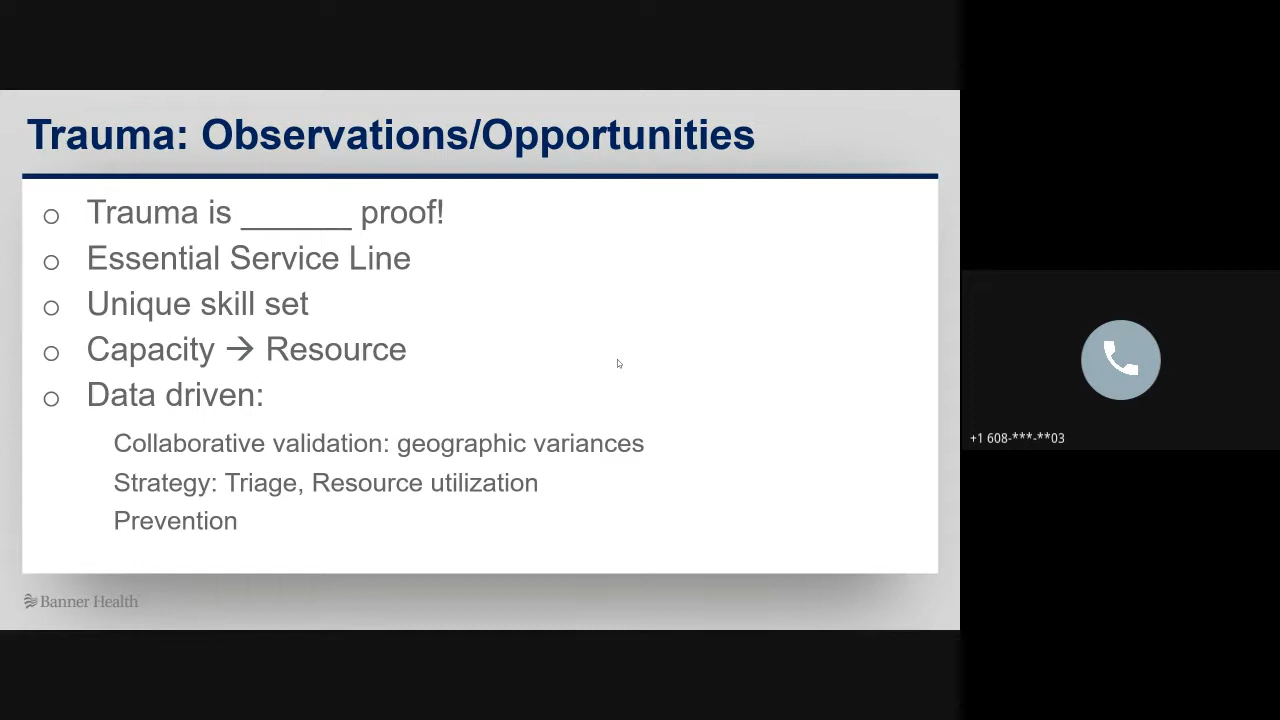 Trauma: Observations/Opportunities
o Trauma is ______ proof!
o Essential Service Line
o Unique skill set
o Capacity → Resource
o Data driven:
Collaborative validation: geographic variances
Strategy: Triage, Resource utilization
Prevention
Banner Health
+1 608-***-**03